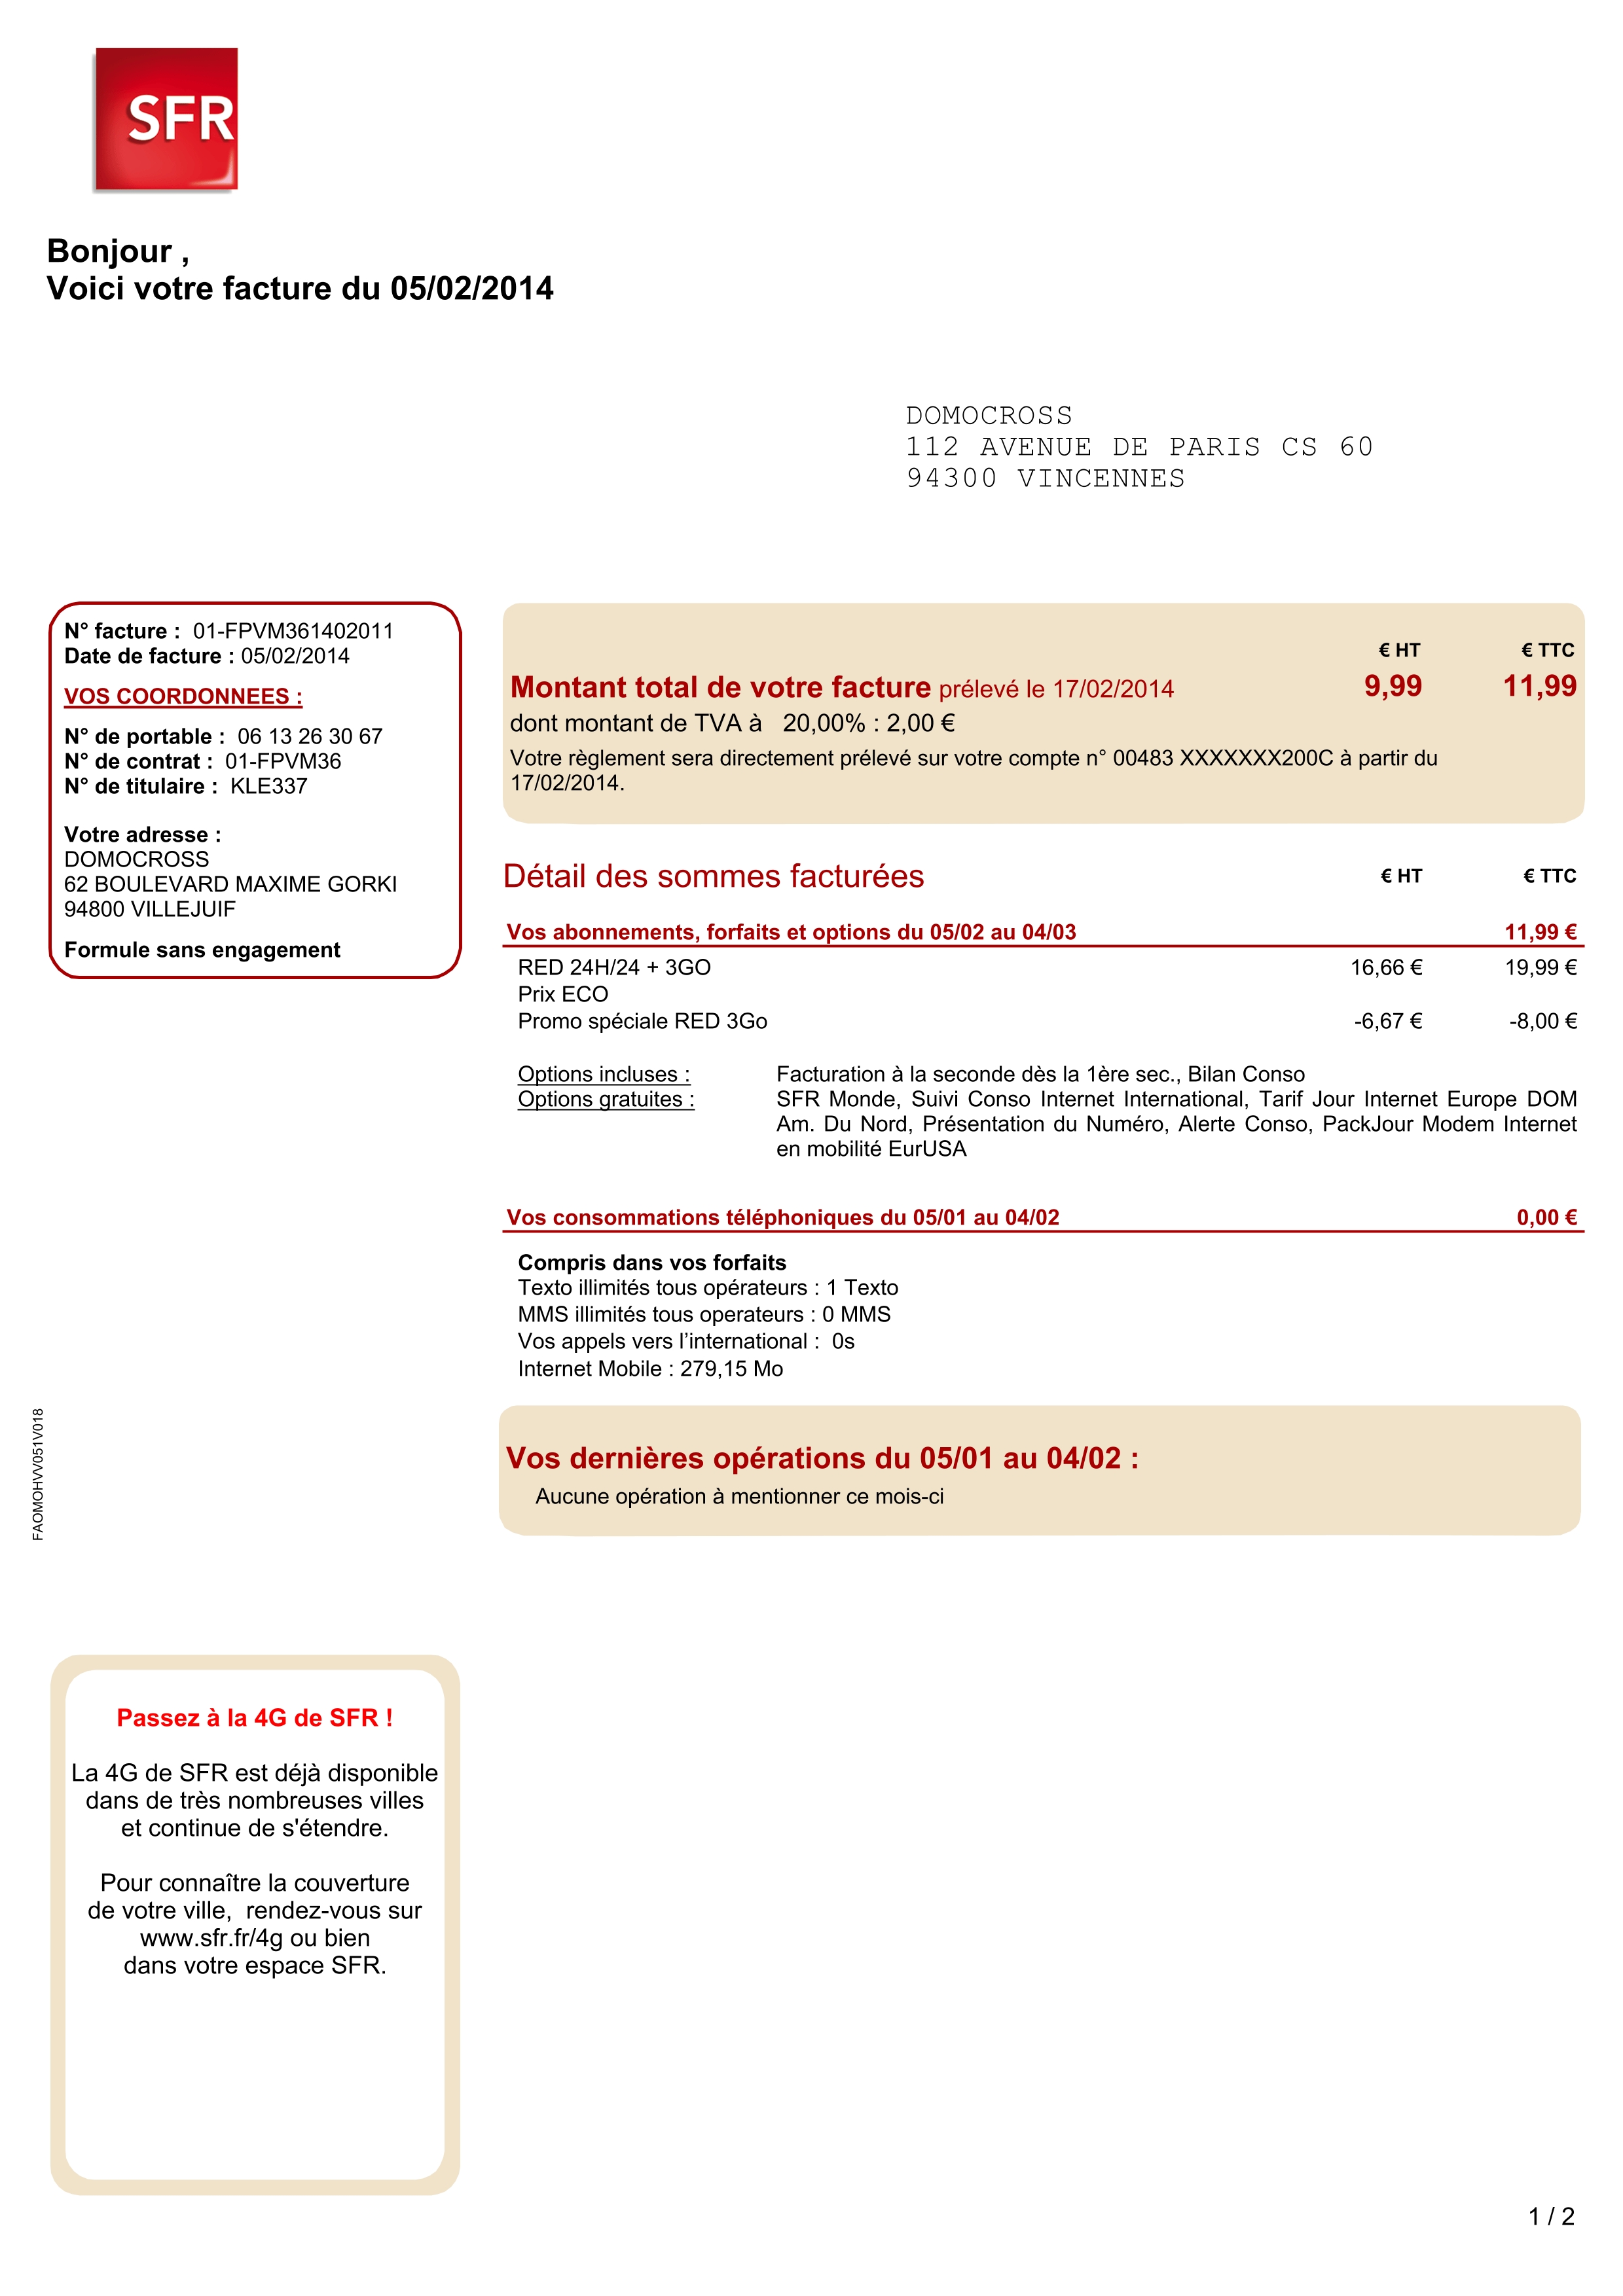 SFR
Bonjour ,
Voici votre facture du 05/02/2014
DOMOCROSS
112 AVENUE DE PARIS CS 60
94300 VINCENNES
N° facture : 01-FPVM361402011
Date de facture : 05/02/2014
VOS COORDONNEES :
N° de portable : 06 13 26 30 67
N° de contrat : 01-FPVM36
N° de titulaire : KLE337
Votre adresse :
DOMOCROSS
62 BOULEVARD MAXIME GORKI
94800 VILLEJUIF
Formule sans engagement
€ HT € TTC
Montant total de votre facture prélevé le 17/02/2014 9,99 11,99
dont montant de TVA à 20,00% : 2,00 €
Votre règlement sera directement prélevé sur votre compte n° 00483 XXXXXXX200C à partir du
17/02/2014.
Détail des sommes facturées € HT € TTC
Vos abonnements, forfaits et options du 05/02 au 04/03 11,99 €
RED 24H/24 + 3GO 16,66 € 19,99 €
Prix ECO
Promo spéciale RED 3Go -6,67 € -8,00 €
Options incluses : Facturation à la seconde dès la 1ère sec., Bilan Conso
Options gratuites : SFR Monde, Suivi Conso Internet International, Tarif Jour Internet Europe DOM
Am. Du Nord, Présentation du Numéro, Alerte Conso, PackJour Modem Internet
en mobilité EurUSA
Vos consommations téléphoniques du 05/01 au 04/02 0,00 €
Compris dans vos forfaits
Texto illimités tous opérateurs : 1 Texto
MMS illimités tous operateurs : 0 MMS
Vos appels vers l'international : 0s
Internet Mobile : 279,15 Mo
Vos dernières opérations du 05/01 au 04/02 :
Aucune opération à mentionner ce mois-ci
FAOMOHVV051V018
Passez à la 4G de SFR !
La 4G de SFR est déjà disponible
dans de très nombreuses villes
et continue de s'étendre.
Pour connaître la couverture
de votre ville, rendez-vous sur
www.sfr.fr/4g ou bien
dans votre espace SFR.
1 / 2